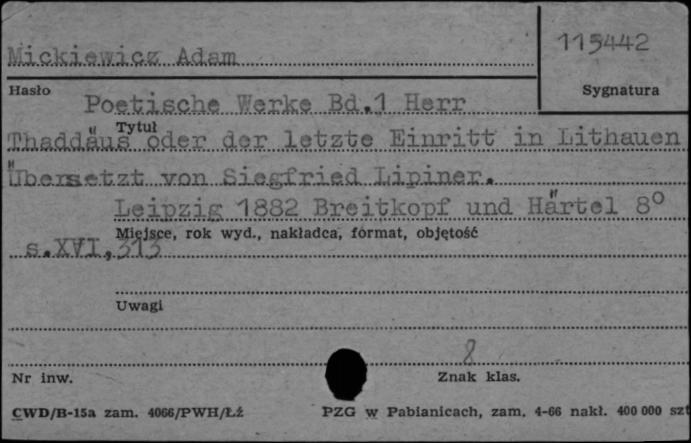 Mickiewicz Adam
115442
Hasło
Sygnatura
Poetische Werke Bd.1 Herr
Tytuł
Thaddäus oder der letzte Einritt in Lithauen
Übersetzt von Siegfried Lipiner.
Leipzig 1882 Breitkopf und Härtel 8°
Miejsce, rok wyd., nakładca, format, objętość
s.XVI,313
Uwagi
8
Nr inw.
Znak klas.
CWD/B-15a zam. 4066/PWH/Łź
PZG w Pabianicach, zam. 4-66 nakł. 400 000 szt